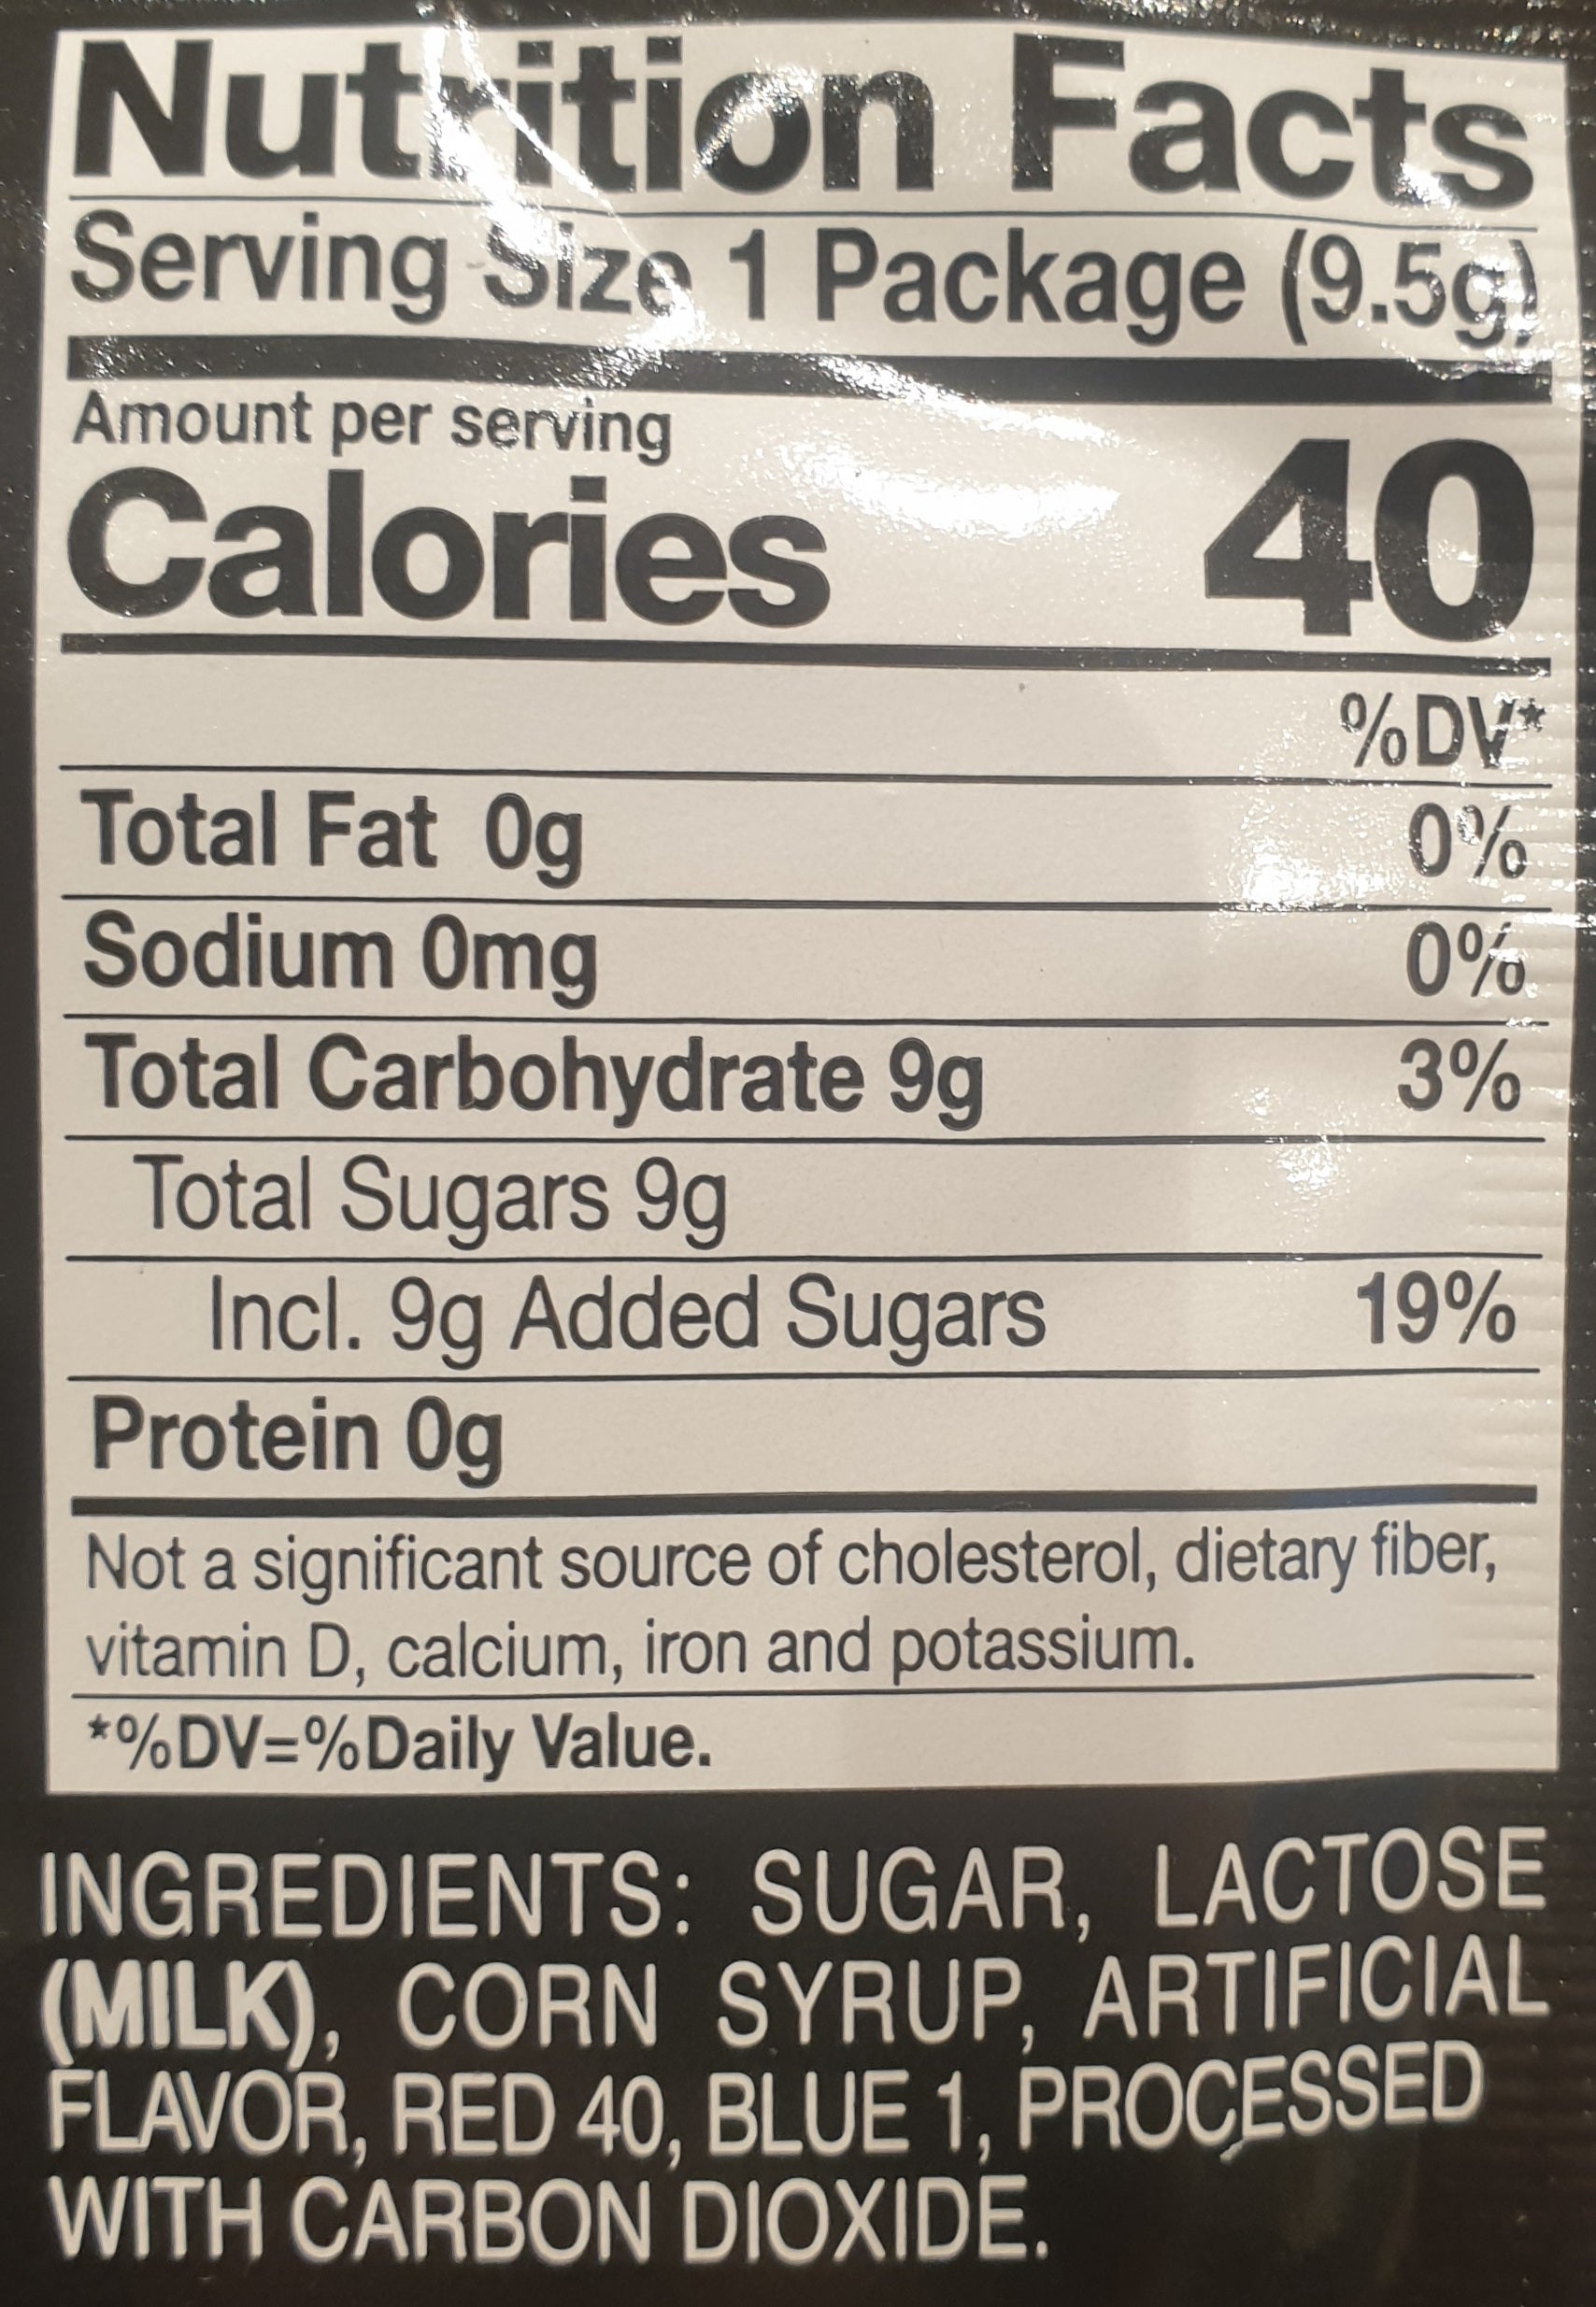 Nutrition Facts
Serving Size 1 Package (9.5g)
Amount per serving
Calories 40
%DV*
Total Fat 0g 0%
Sodium 0mg 0%
Total Carbohydrate 9g 3%
Total Sugars 9g
Incl. 9g Added Sugars 19%
Protein 0g
Not a significant source of cholesterol, dietary fiber,
vitamin D, calcium, iron and potassium.
*%DV=%Daily Value.
INGREDIENTS: SUGAR, LACTOSE
(MILK), CORN SYRUP, ARTIFICIAL
FLAVOR, RED 40, BLUE 1, PROCESSED
WITH CARBON DIOXIDE.